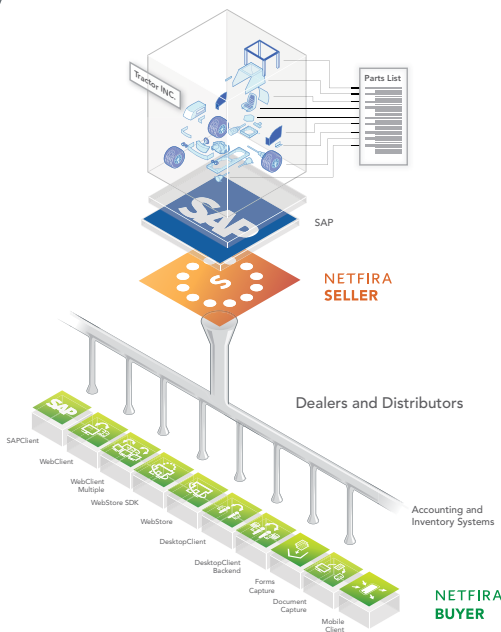 Tractor INC.
Parts List
SAP
SAP
NETFIRA
SELLER
S
Dealers and Distributors
SAP
SAPClient
WebClient
WebClient
Multiple
WebStore SDK
WebStore
DesktopClient
DesktopClient
Backend
Forms
Capture
Document
Capture
Mobile
Client
Accounting and
Inventory Systems
NETFIRA
BUYER